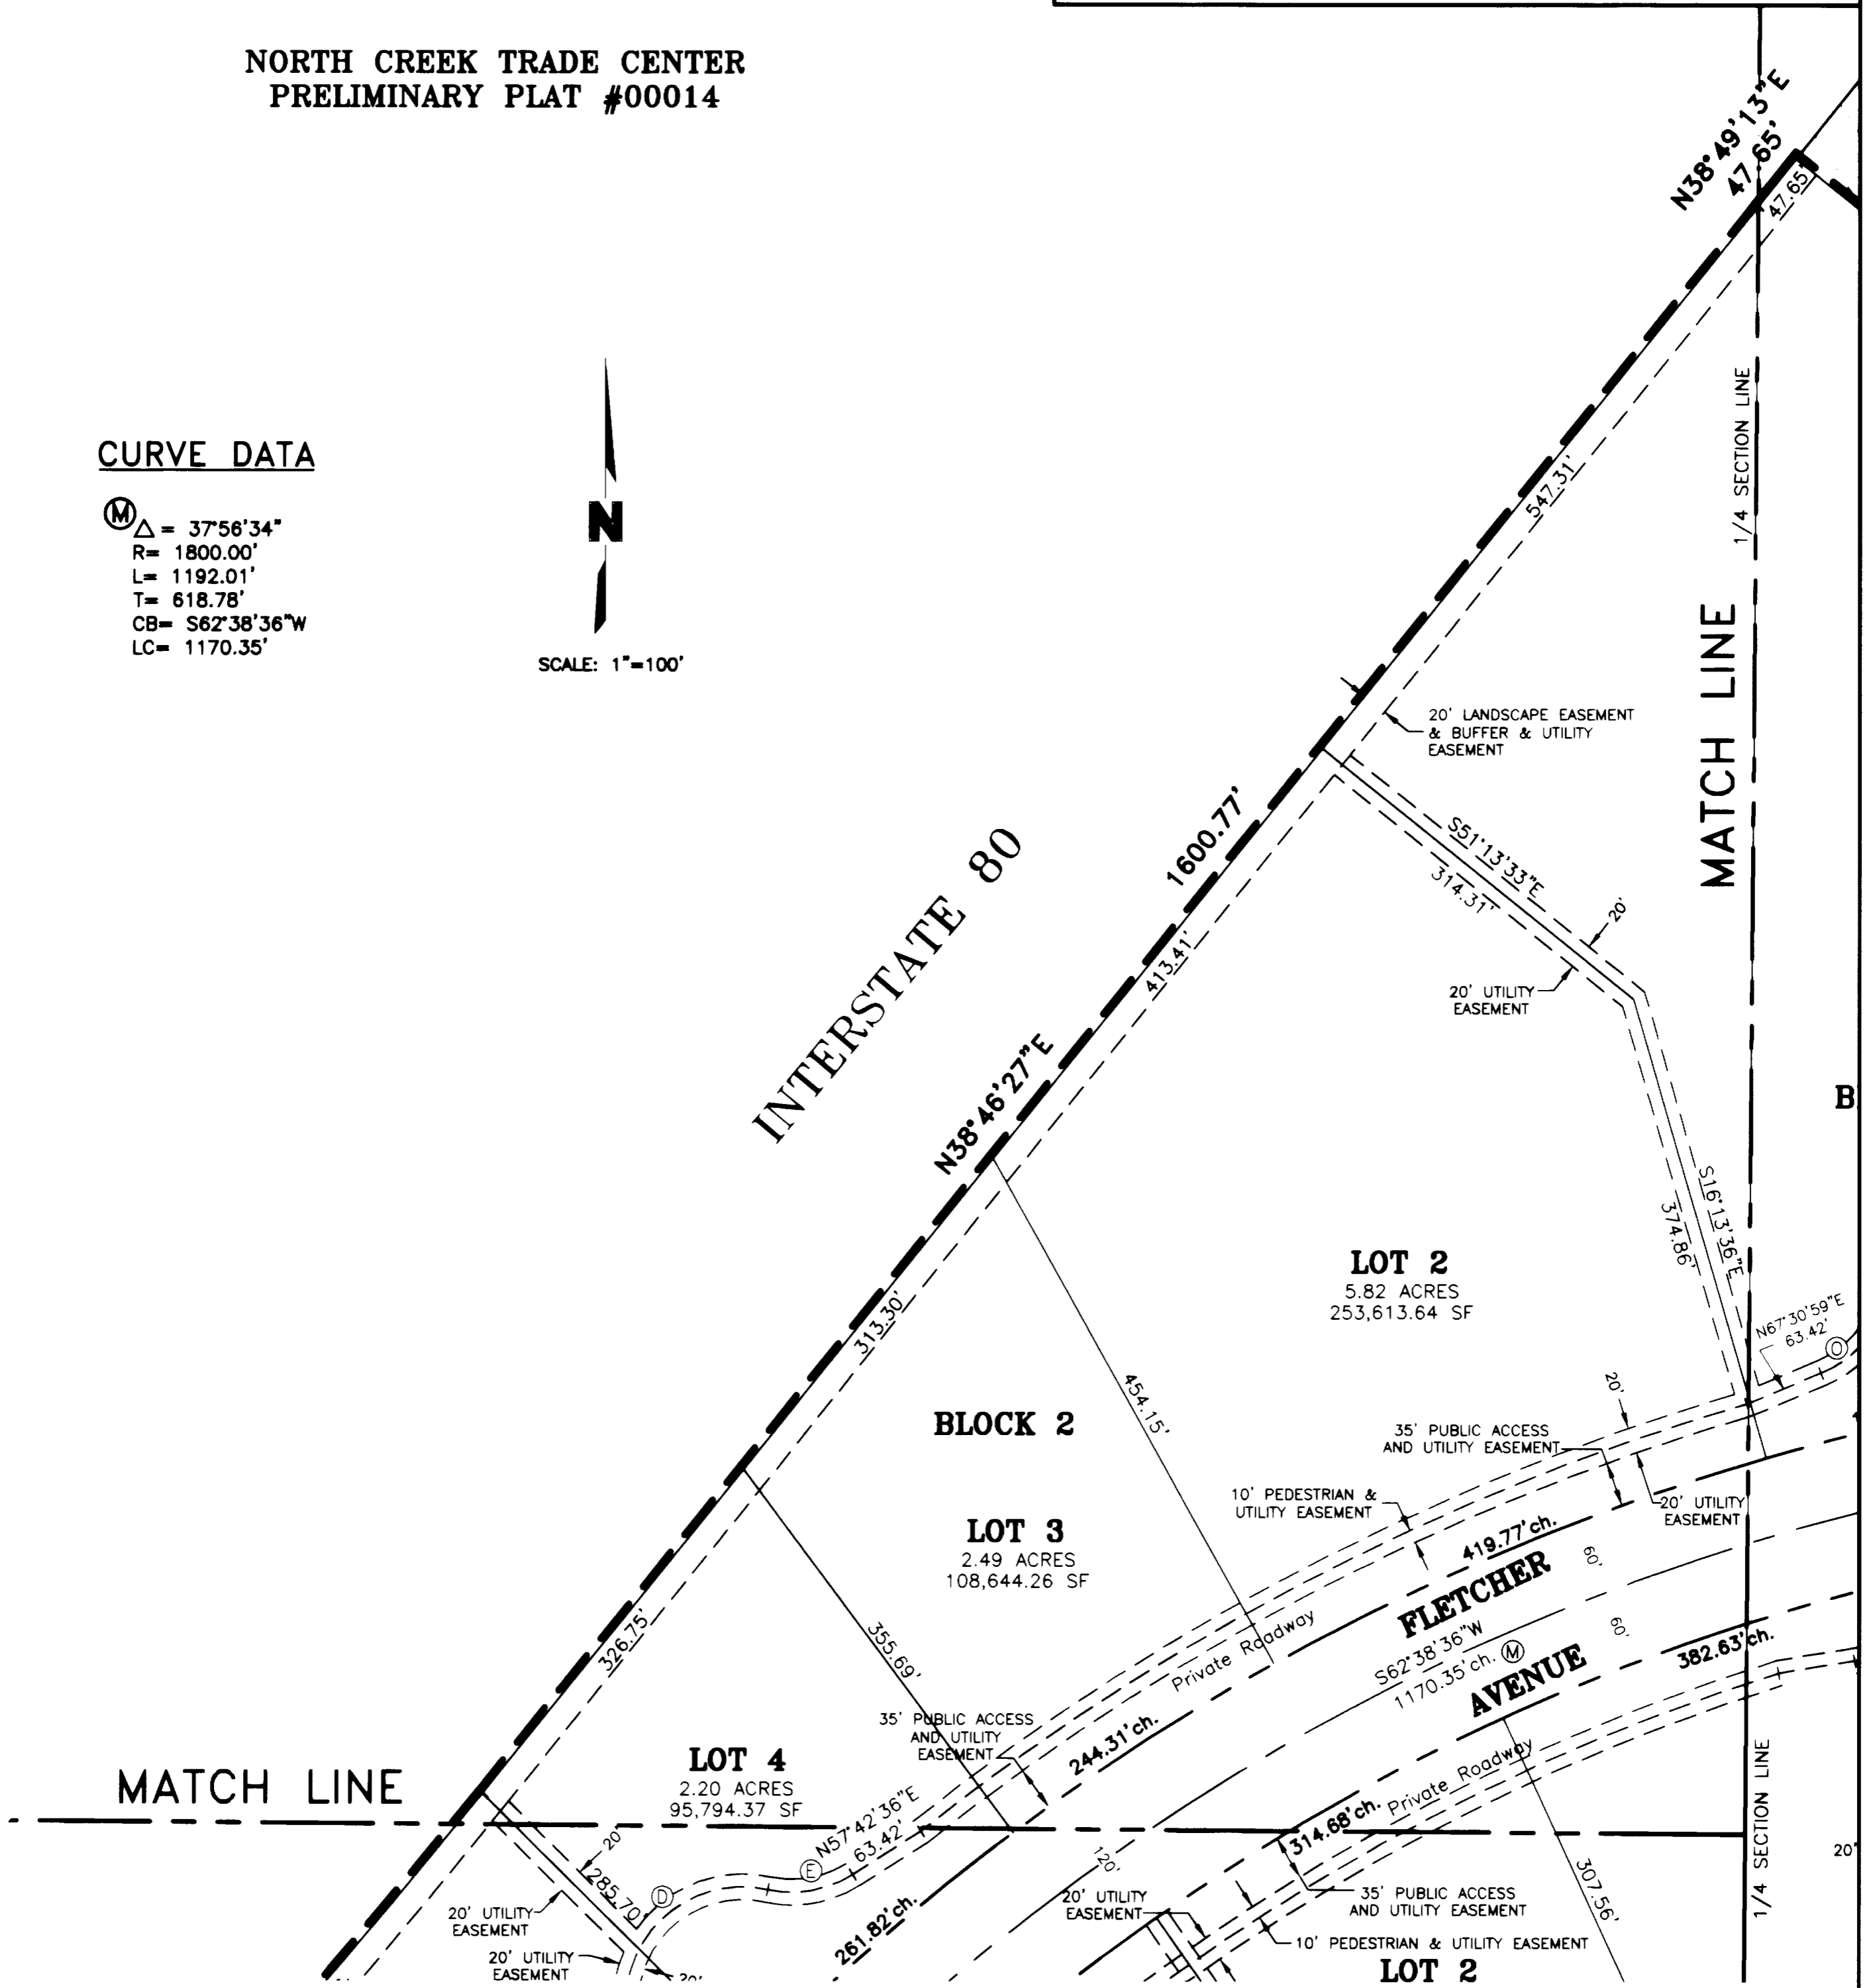 NORTH CREEK TRADE CENTER
PRELIMINARY PLAT #00014
N38°49'13"E
47.65'
47.65'
CURVE DATA
M
Δ = 37°56'34"
R= 1800.00'
L= 1192.01'
T= 618.78'
CB= S62°38'36"W
LC= 1170.35'
N
SCALE: 1"=100'
1/4 SECTION LINE
547.31'
MATCH LINE
20' LANDSCAPE EASEMENT
& BUFFER & UTILITY
EASEMENT
1600.77'
INTERSTATE 80
S51°13'33"E
314.31'
20'
413.41'
20' UTILITY
EASEMENT
N38°46'27"E
B
S16°13'36"E
374.86'
LOT 2
5.82 ACRES
253,613.64 SF
313.30'
N67°30'59"E
63.42'
O
454.15'
20'
BLOCK 2
35' PUBLIC ACCESS
AND UTILITY EASEMENT
10' PEDESTRIAN &
UTILITY EASEMENT
20' UTILITY
EASEMENT
LOT 3
2.49 ACRES
108,644.26 SF
419.77'ch.
60'
FLETCHER
326.75'
355.69'
Private Roadway
S62°38'36"W
1170.35'ch. M
60'
AVENUE
382.63'ch.
35' PUBLIC ACCESS
AND UTILITY
EASEMENT
244.31'ch.
LOT 4
2.20 ACRES
95,794.37 SF
MATCH LINE
Private Roadway
314.68'ch.
N57°42'36"E
63.42'
E
20'
285.70'
D
120'
1/4 SECTION LINE
20'
20' UTILITY
EASEMENT
261.82'ch.
20' UTILITY
EASEMENT
35' PUBLIC ACCESS
AND UTILITY EASEMENT
307.56'
10' PEDESTRIAN & UTILITY EASEMENT
20' UTILITY
EASEMENT
20'
LOT 2